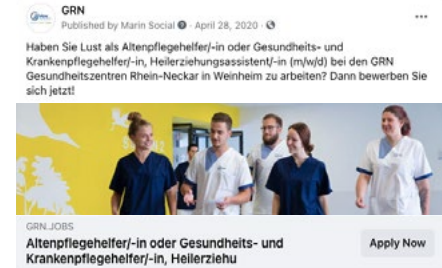 GRN
Published by Marin Social · April 28, 2020 ·
Haben Sie Lust als Altenpflegehelfer/-in oder Gesundheits- und
Krankenpflegehelfer/-in, Heilerziehungsassistent/-in (m/w/d) bei den GRN
Gesundheitszentren Rhein-Neckar in Weinheim zu arbeiten? Dann bewerben Sie
sich jetzt!
GRN.JOBS
Altenpflegehelfer/-in oder Gesundheits- und
Krankenpflegehelfer/-in, Heilerziehu
Apply Now